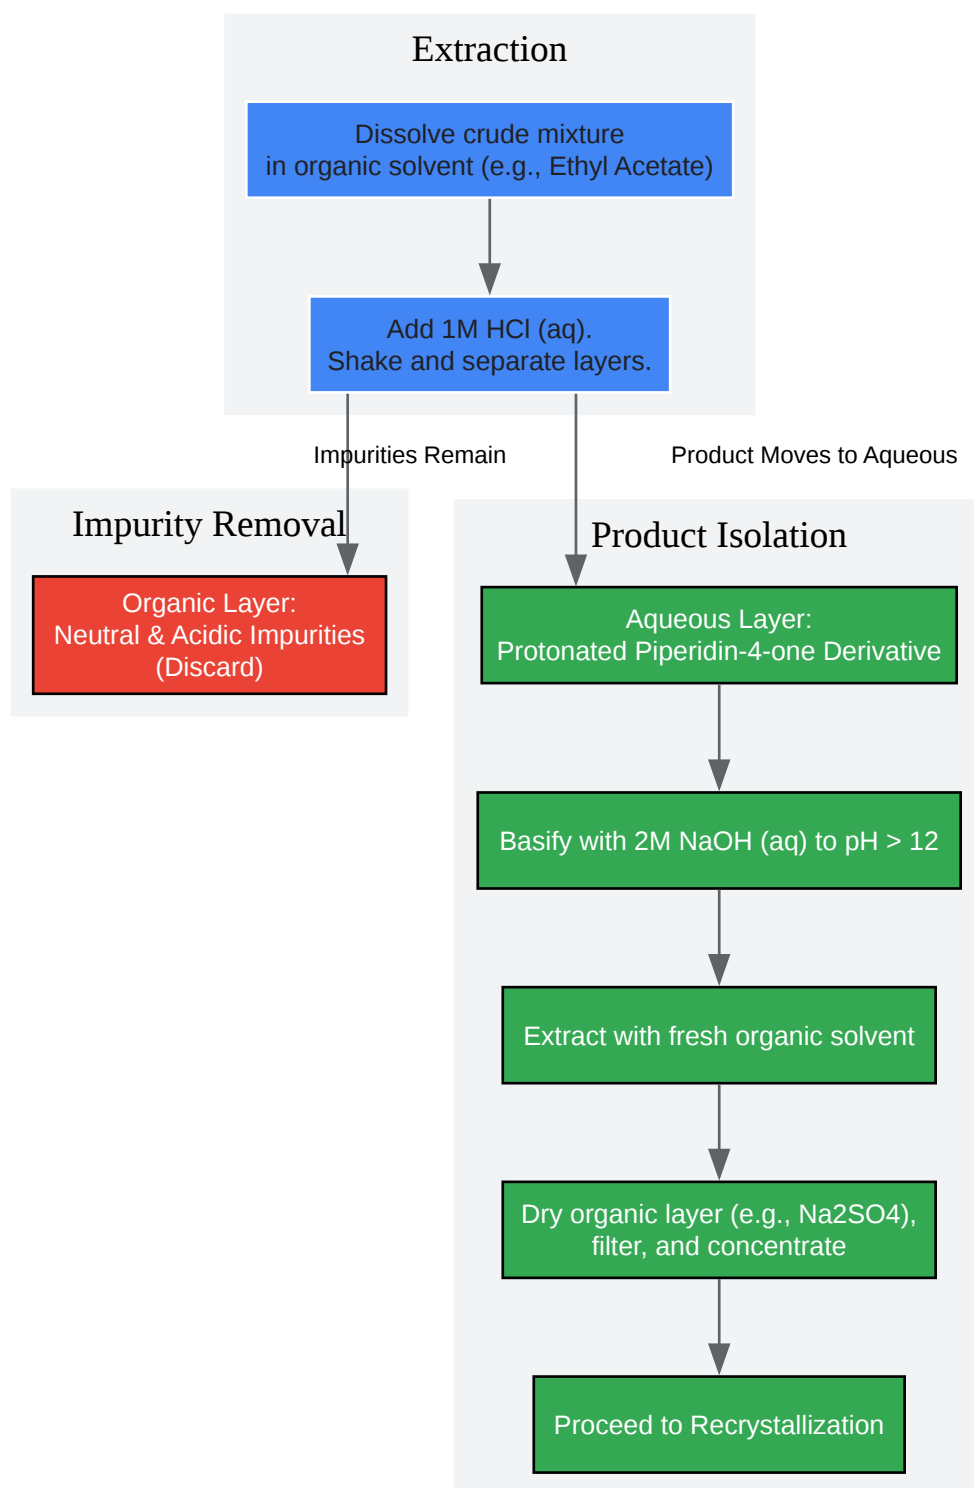 Extraction
Dissolve crude mixture
in organic solvent (e.g., Ethyl Acetate)
Add 1M HCl (aq).
Shake and separate layers.
Impurities Remain
Product Moves to Aqueous
Impurity Removal
Organic Layer:
Neutral & Acidic Impurities
(Discard)
Product Isolation
Aqueous Layer:
Protonated Piperidin-4-one Derivative
Basify with 2M NaOH (aq) to pH > 12
Extract with fresh organic solvent
Dry organic layer (e.g., Na2SO4),
filter, and concentrate
Proceed to Recrystallization